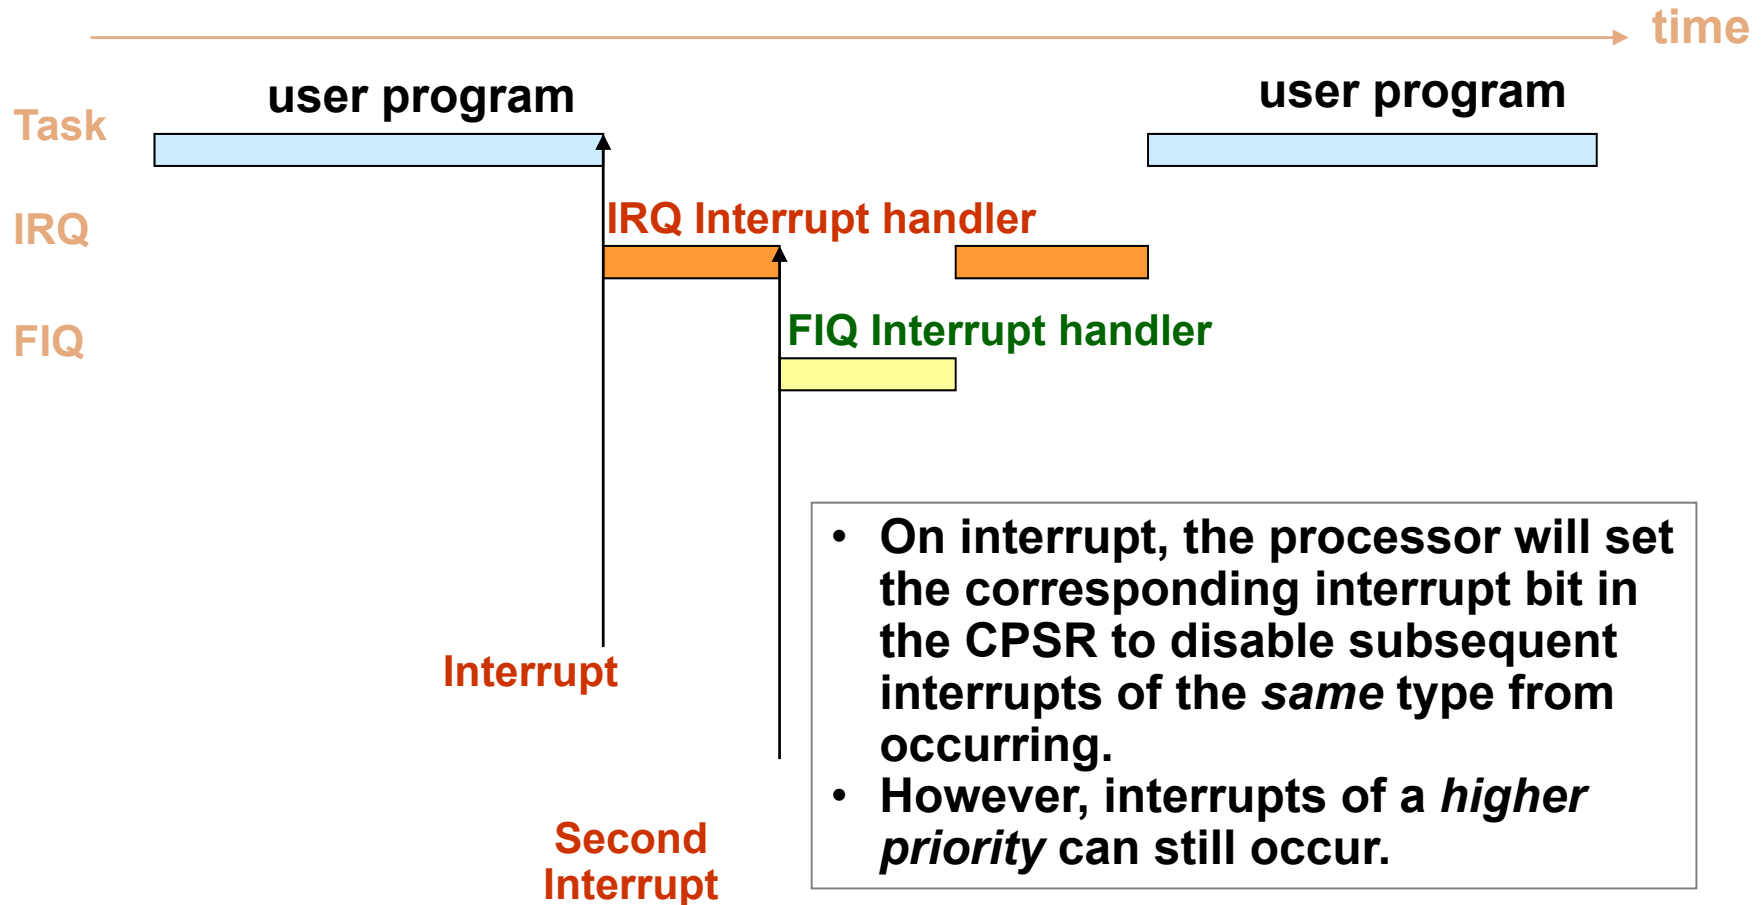 time
user program
user program
Task
IRQ Interrupt handler
IRQ
FIQ Interrupt handler
FIQ
Interrupt
Second
Interrupt
• On interrupt, the processor will set
the corresponding interrupt bit in
the CPSR to disable subsequent
interrupts of the same type from
occurring.
• However, interrupts of a higher
priority can still occur.